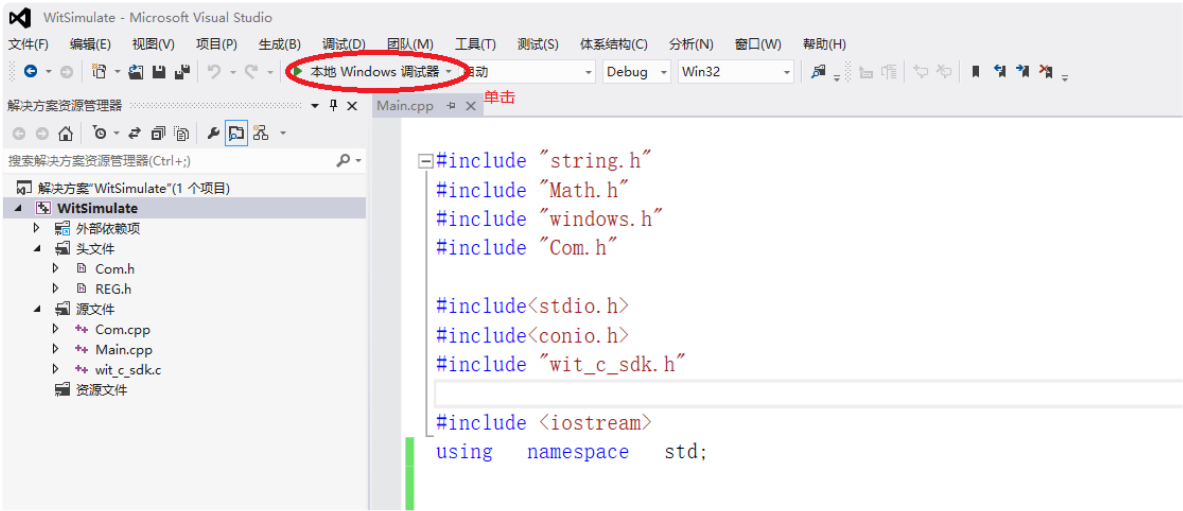 WitSimulate - Microsoft Visual Studio
文件(F) 编辑(E) 视图(V) 项目(P) 生成(B) 调试(D) 团队(M) 工具(T) 测试(S) 体系结构(C) 分析(N) 窗口(W) 帮助(H)
本地 Windows 调试器 自动 Debug Win32
单击
解决方案资源管理器
搜索解决方案资源管理器(Ctrl+;)
解决方案"WitSimulate"(1 个项目)
WitSimulate
外部依赖项
头文件
Com.h
REG.h
源文件
Com.cpp
Main.cpp
wit_c_sdk.c
资源文件
Main.cpp
#include "string.h"
#include "Math.h"
#include "windows.h"
#include "Com.h"
#include<stdio.h>
#include<conio.h>
#include "wit_c_sdk.h"
#include <iostream>
using namespace std;